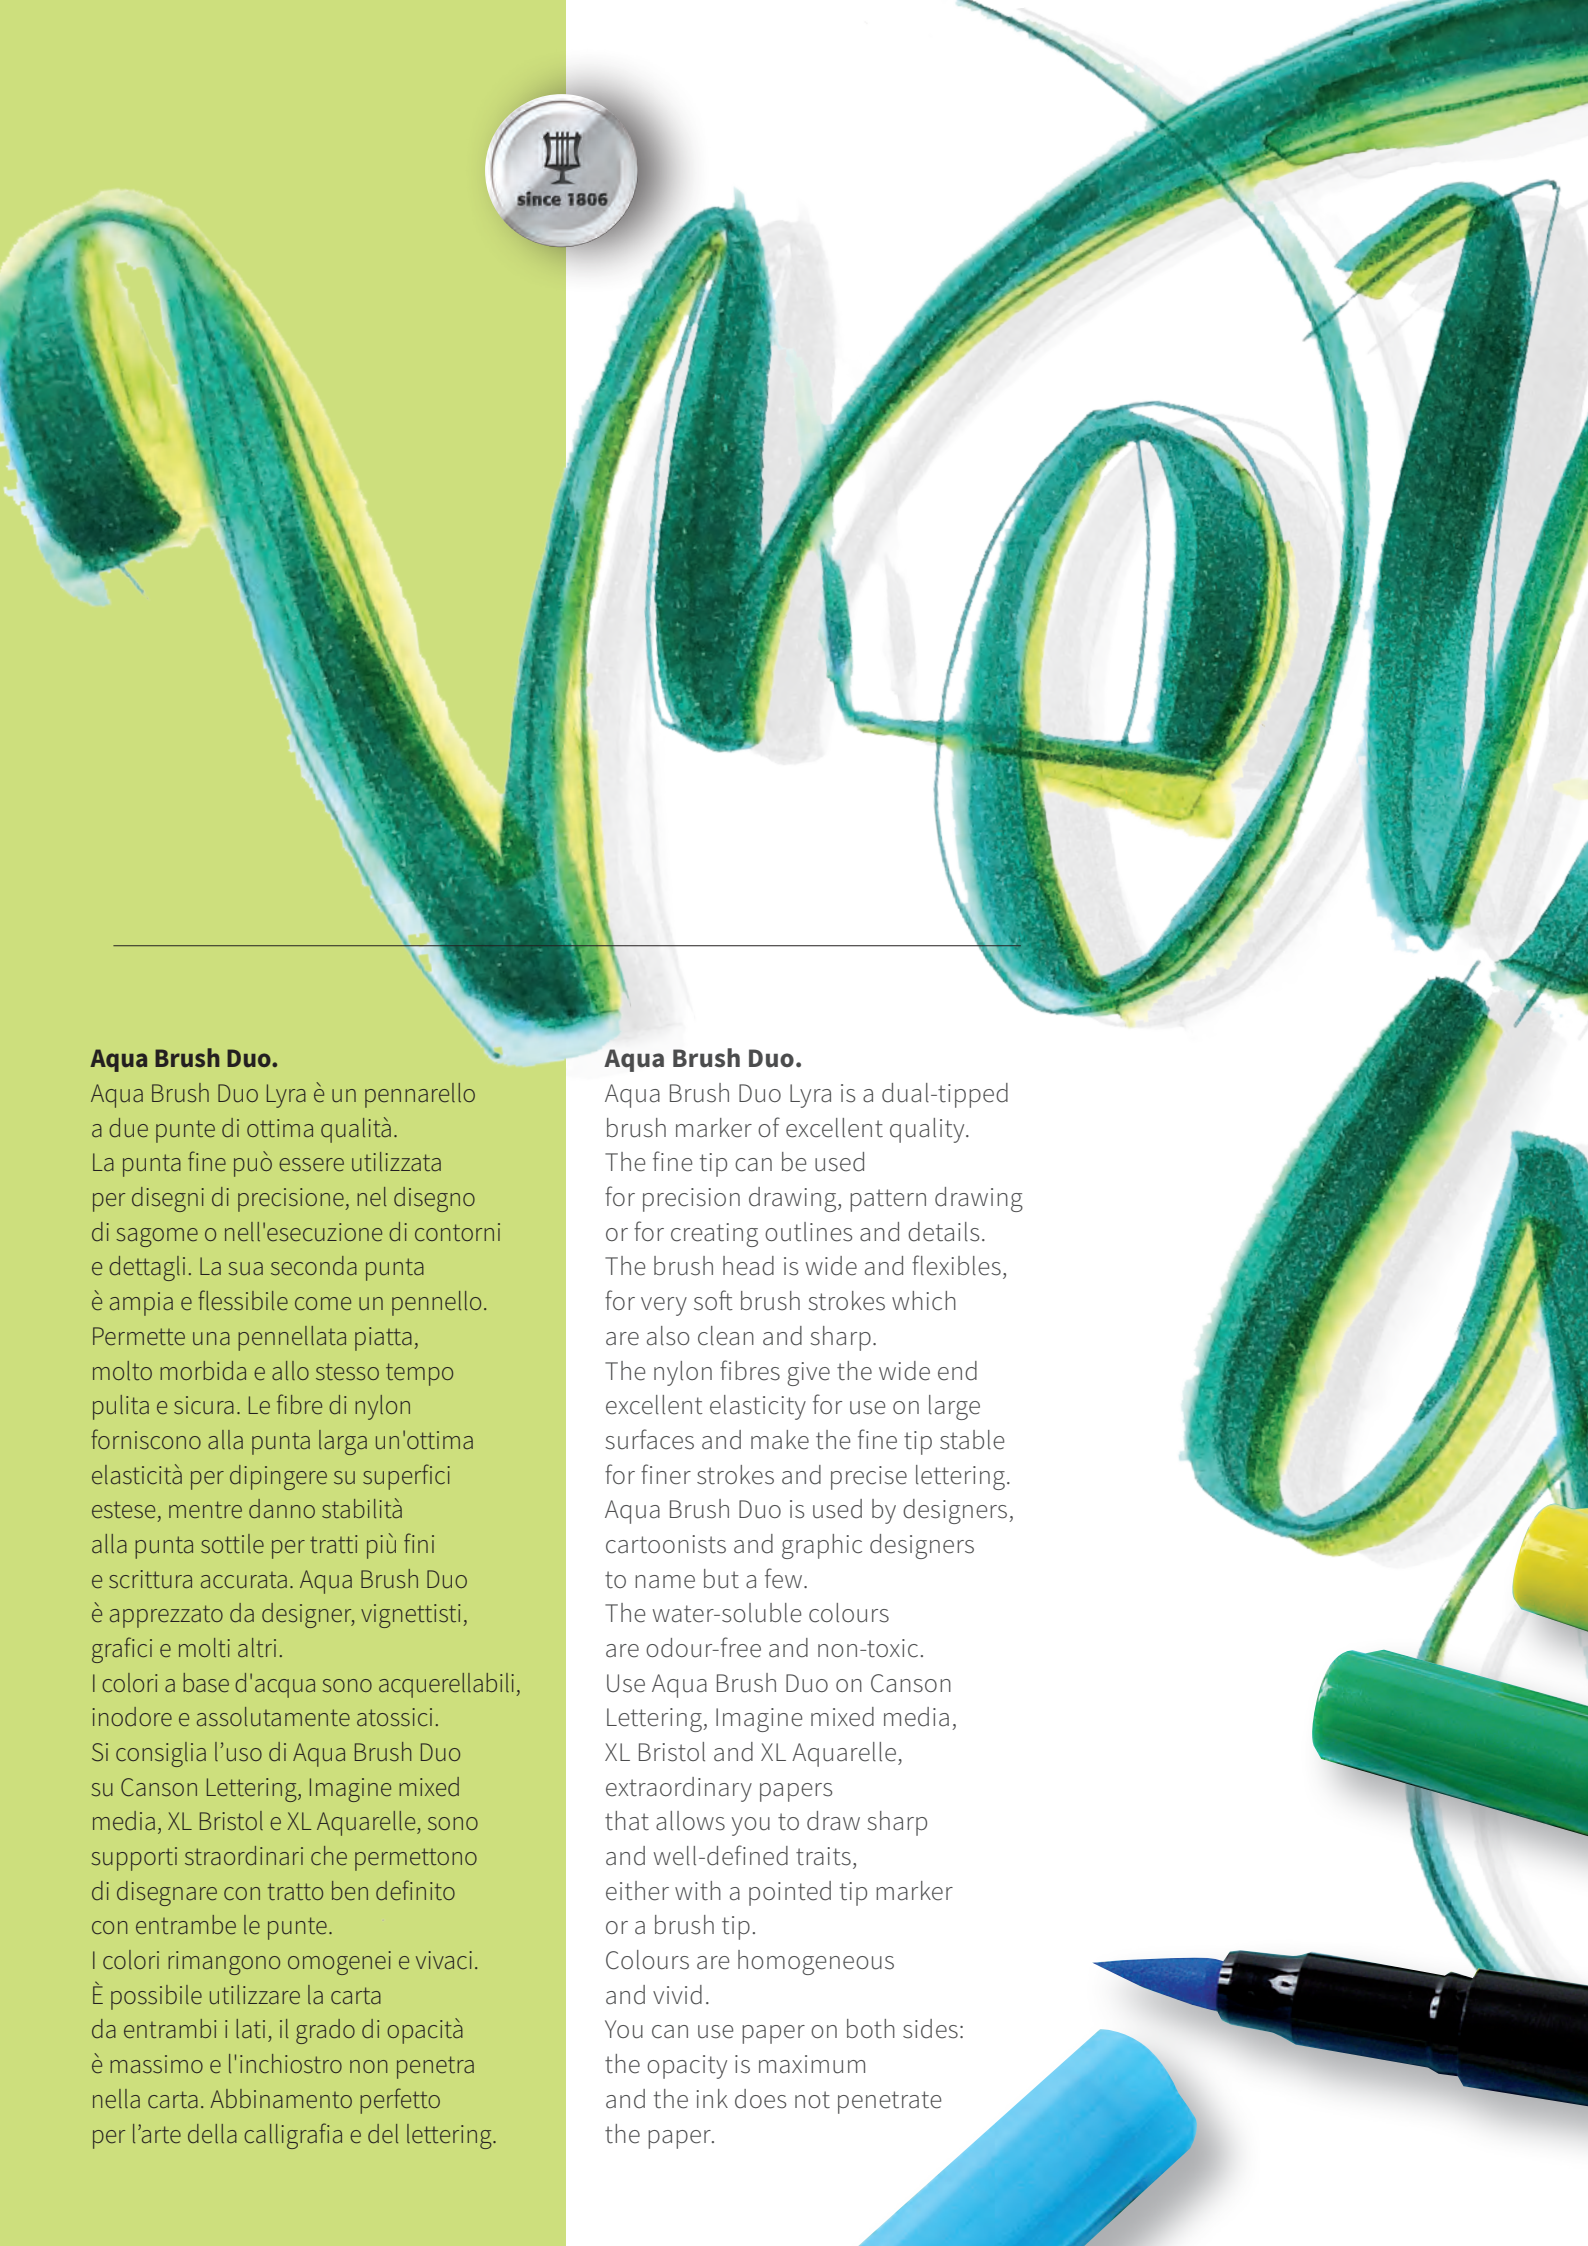 since 1806
Aqua Brush Duo.
Aqua Brush Duo Lyra è un pennarello
a due punte di ottima qualità.
La punta fine può essere utilizzata
per disegni di precisione, nel disegno
di sagome o nell'esecuzione di contorni
e dettagli. La sua seconda punta
è ampia e flessibile come un pennello.
Permette una pennellata piatta,
molto morbida e allo stesso tempo
pulita e sicura. Le fibre di nylon
forniscono alla punta larga un'ottima
elasticità per dipingere su superfici
estese, mentre danno stabilità
alla punta sottile per tratti più fini
e scrittura accurata. Aqua Brush Duo
è apprezzato da designer, vignettisti,
grafici e molti altri.
I colori a base d'acqua sono acquerellabili,
inodore e assolutamente atossici.
Si consiglia l’uso di Aqua Brush Duo
su Canson Lettering, Imagine mixed
media, XL Bristol e XL Aquarelle, sono
supporti straordinari che permettono
di disegnare con tratto ben definito
con entrambe le punte.
I colori rimangono omogenei e vivaci.
È possibile utilizzare la carta
da entrambi i lati, il grado di opacità
è massimo e l'inchiostro non penetra
nella carta. Abbinamento perfetto
per l’arte della calligrafia e del lettering.
Aqua Brush Duo.
Aqua Brush Duo Lyra is a dual-tipped
brush marker of excellent quality.
The fine tip can be used
for precision drawing, pattern drawing
or for creating outlines and details.
The brush head is wide and flexibles,
for very soft brush strokes which
are also clean and sharp.
The nylon fibres give the wide end
excellent elasticity for use on large
surfaces and make the fine tip stable
for finer strokes and precise lettering.
Aqua Brush Duo is used by designers,
cartoonists and graphic designers
to name but a few.
The water-soluble colours
are odour-free and non-toxic.
Use Aqua Brush Duo on Canson
Lettering, Imagine mixed media,
XL Bristol and XL Aquarelle,
extraordinary papers
that allows you to draw sharp
and well-defined traits,
either with a pointed tip marker
or a brush tip.
Colours are homogeneous
and vivid.
You can use paper on both sides:
the opacity is maximum
and the ink does not penetrate
the paper.